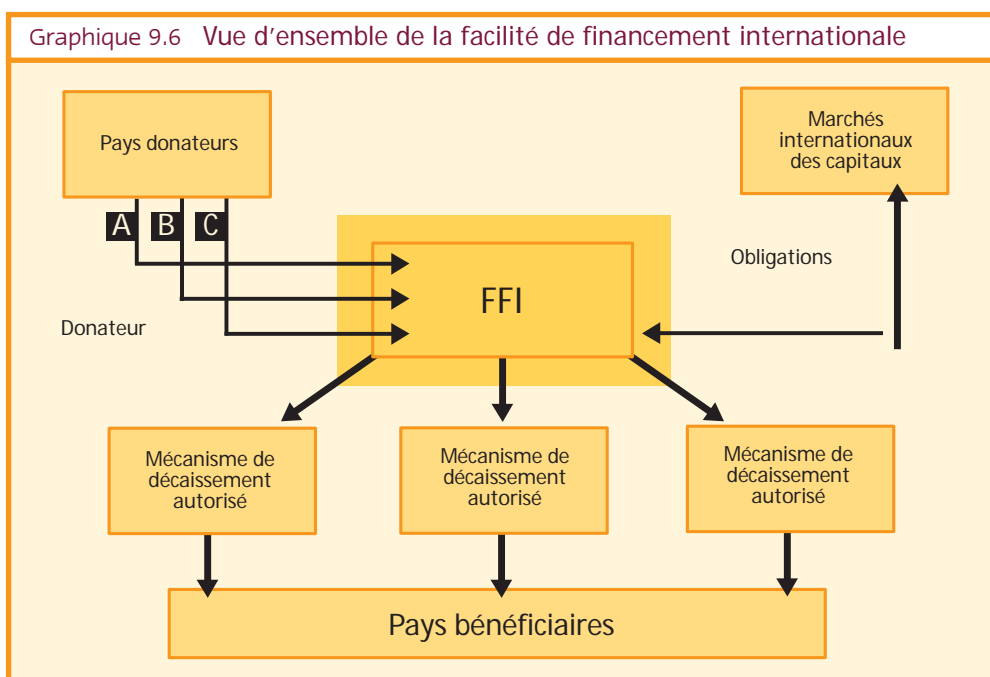 Graphique 9.6 Vue d'ensemble de la facilité de financement internationale
Pays donateurs
Marchés
internationaux
des capitaux
A B C
Obligations
FFI
Donateur
Mécanisme de
décaissement
autorisé
Mécanisme de
décaissement
autorisé
Mécanisme de
décaissement
autorisé
Pays bénéficiaires